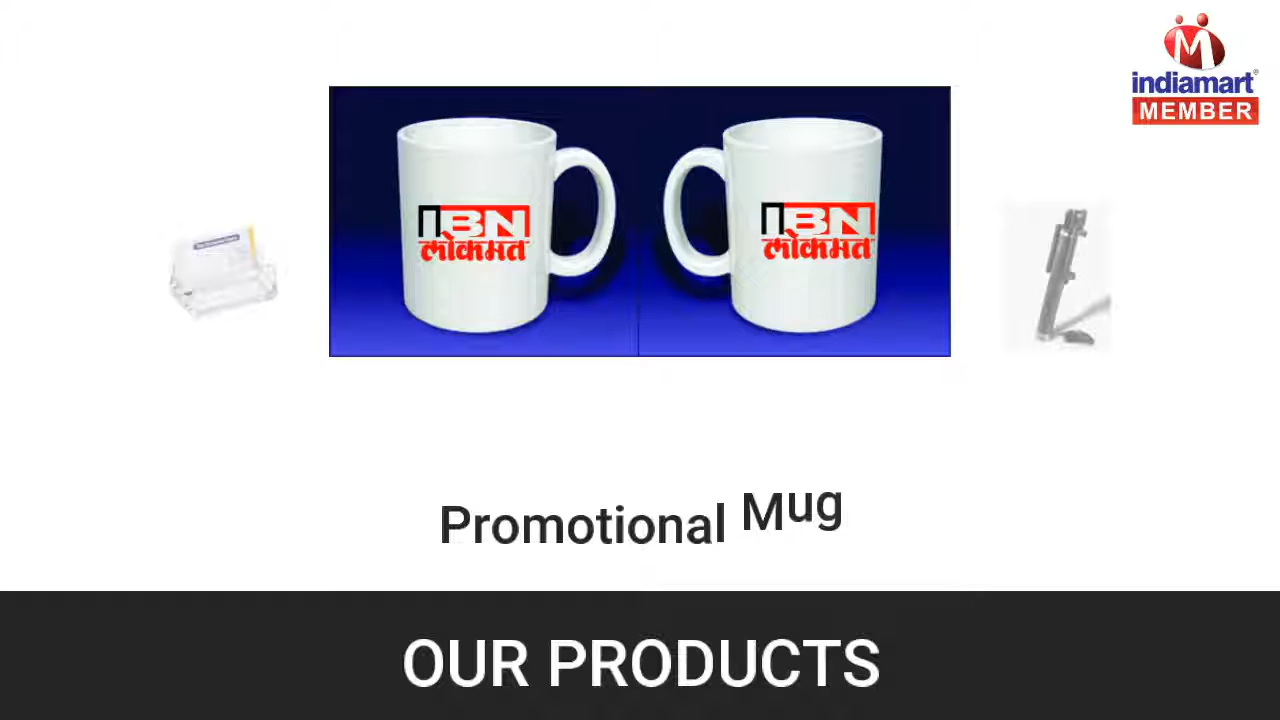 indiamart
MEMBER
IBN
लोकमत
IBN
लोकमत
Promotional Mug
OUR PRODUCTS